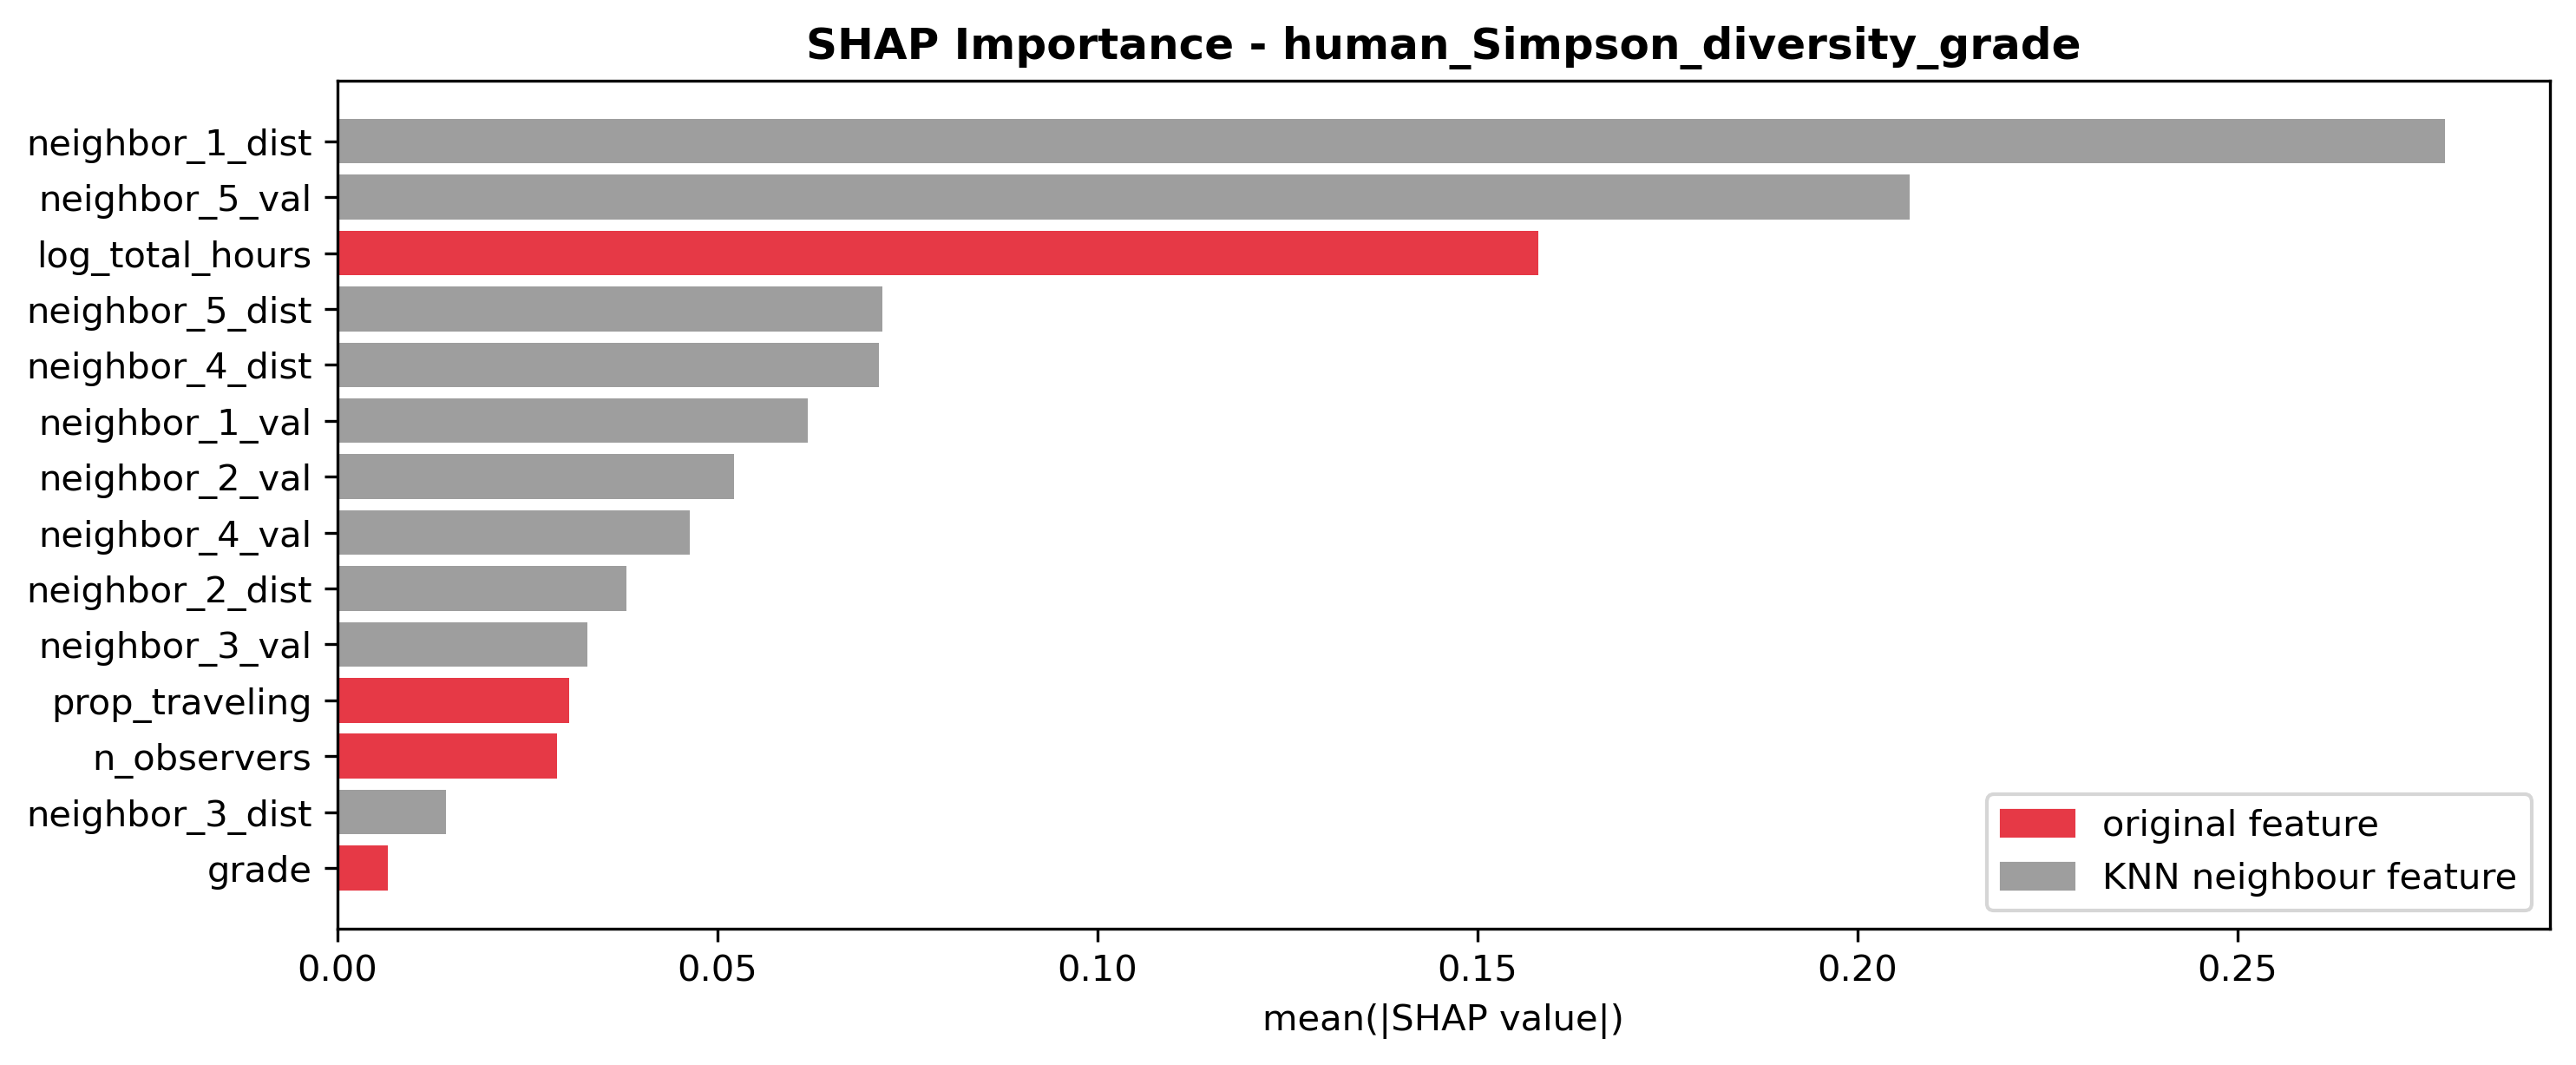 SHAP Importance - human_Simpson_diversity_grade
neighbor_1_dist
neighbor_5_val
log_total_hours
neighbor_5_dist
neighbor_4_dist
neighbor_1_val
neighbor_2_val
neighbor_4_val
neighbor_2_dist
neighbor_3_val
prop_traveling
n_observers
neighbor_3_dist
grade
original feature
KNN neighbour feature
0.00 0.05 0.10 0.15 0.20 0.25
mean(|SHAP value|)